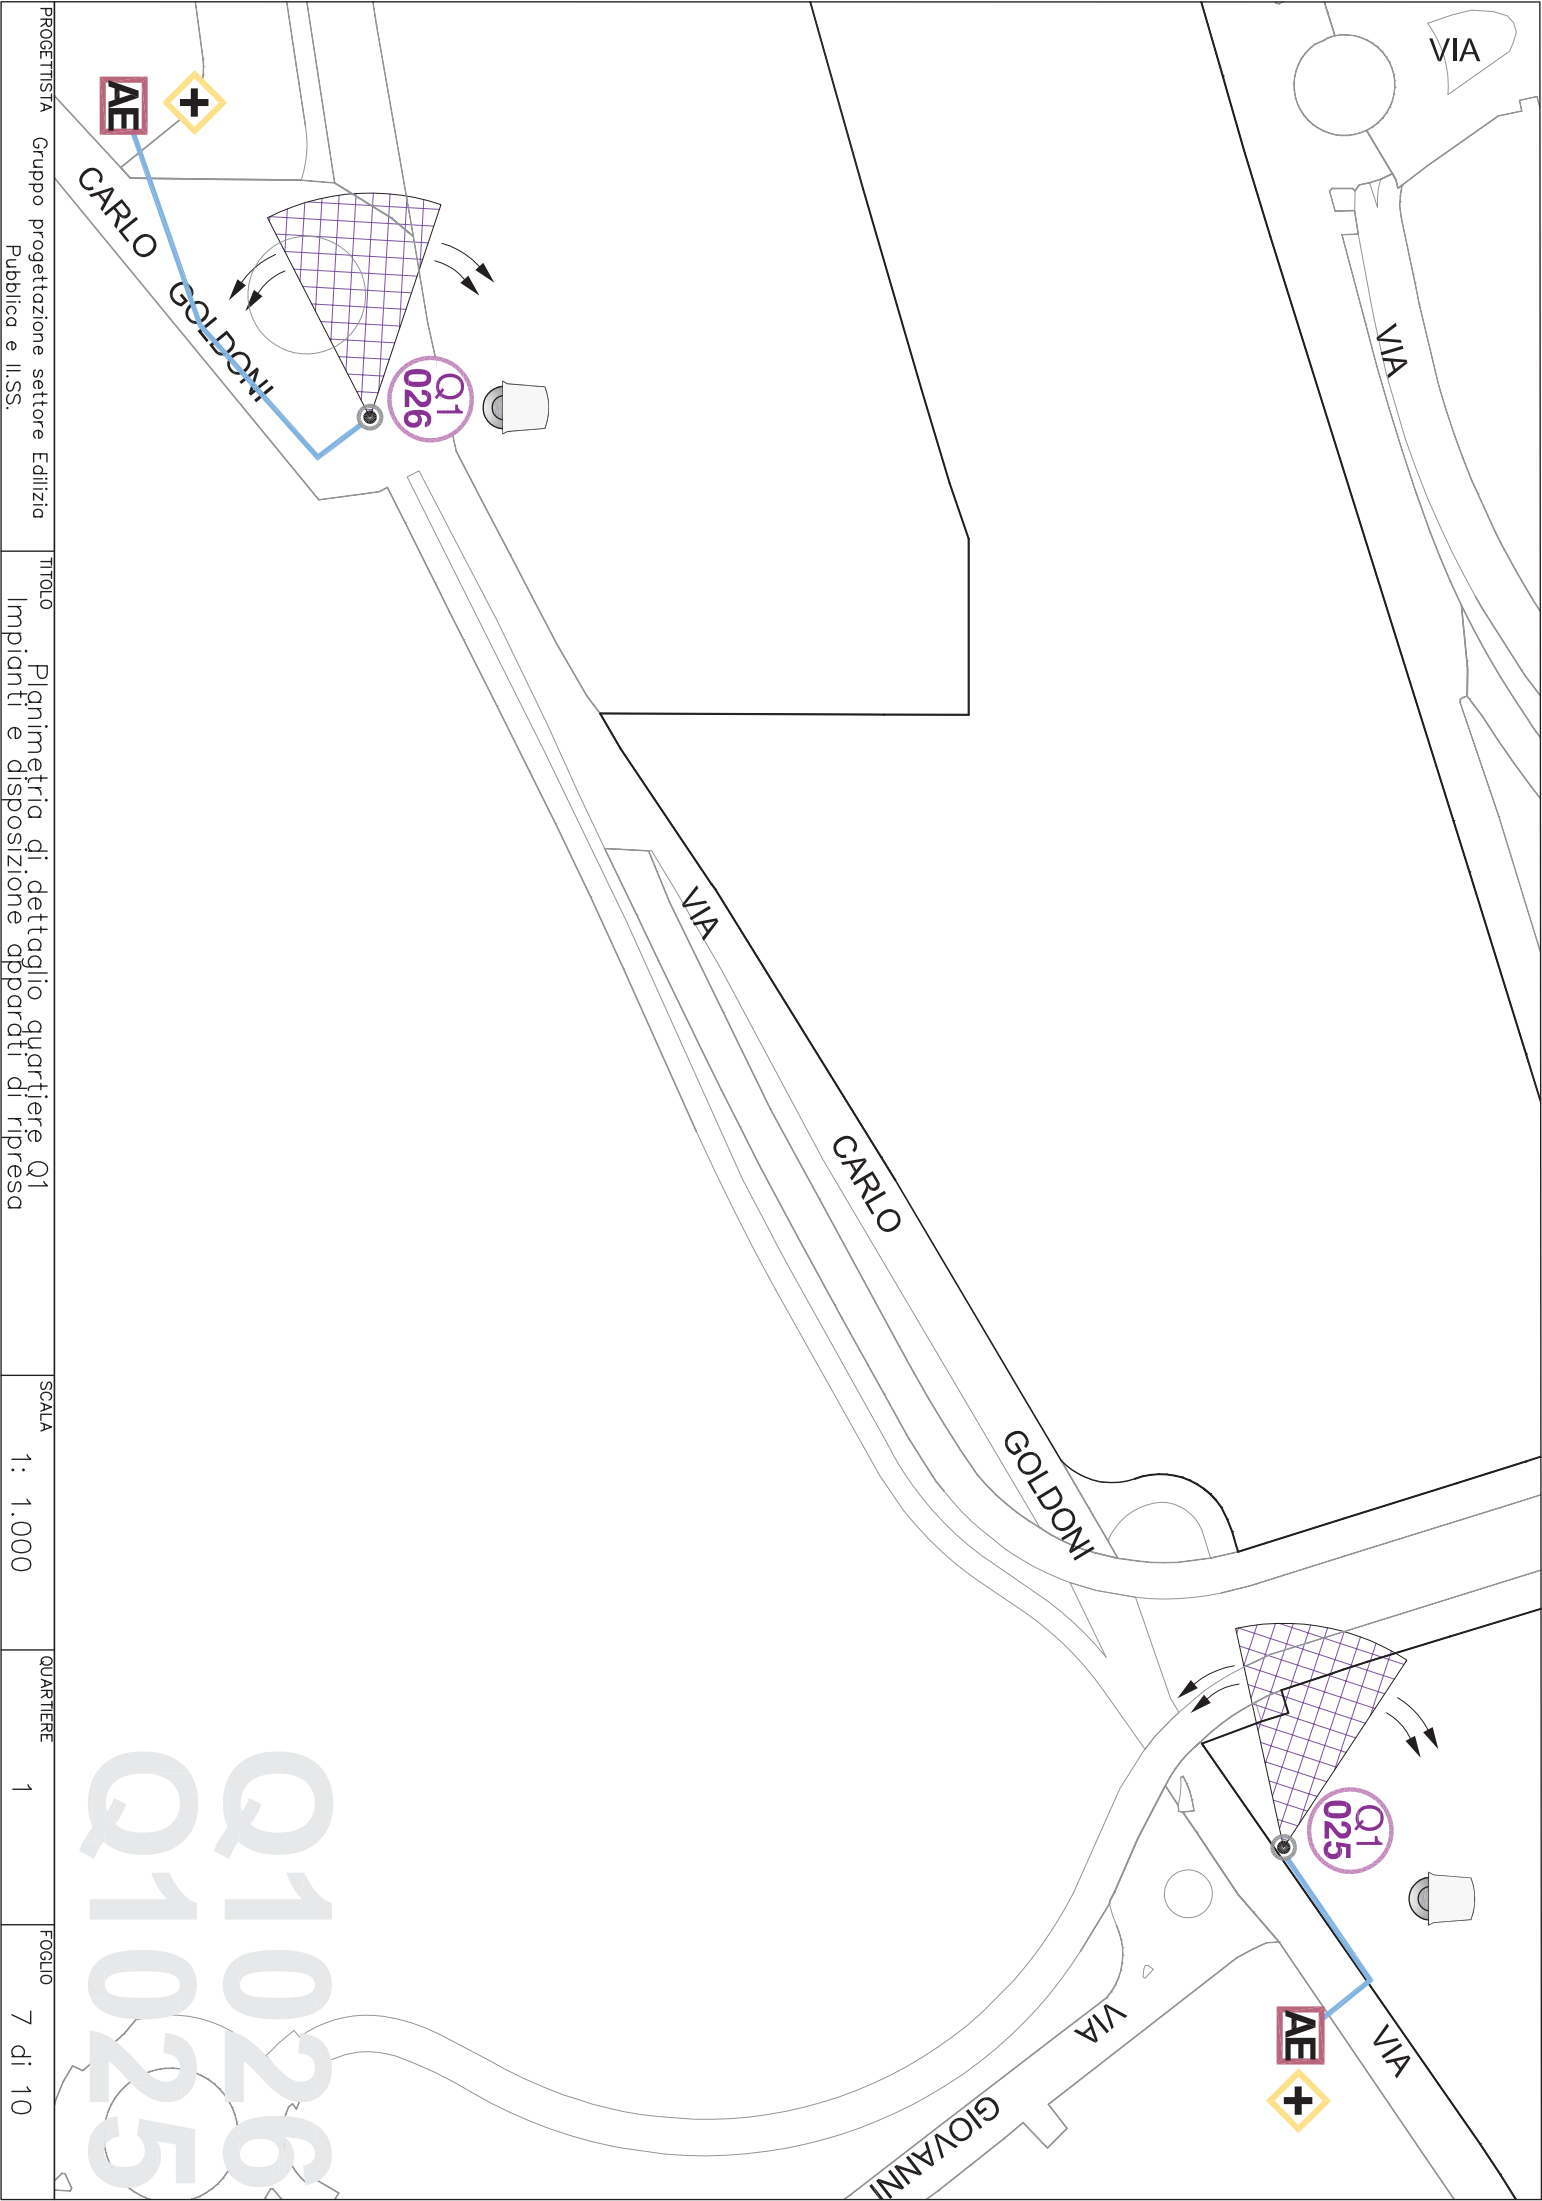 VIA
VIA
AE
CARLO
GOLDONI
Q1
026
VIA
CARLO
GOLDONI
Q1
025
AE
VIA
VIA
GIOVANNI
Q1026
Q1025
PROGETTISTA
Gruppo progettazione settore Edilizia
Pubblica e II.SS.
TITOLO
Planimetria di dettaglio quartiere Q1
Impianti e disposizione apparati di ripresa
SCALA
1: 1.000
QUARTIERE
1
FOGLIO
7 di 10